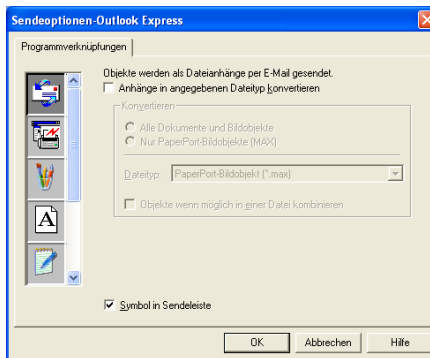 Sendeoptionen-Outlook Express
Programmverknüpfungen
Objekte werden als Dateianhänge per E-Mail gesendet.
Anhänge in angegebenen Dateityp konvertieren
Konvertieren
Alle Dokumente und Bildobjekte
Nur PaperPort-Bildobjekte (MAX)
Dateityp: PaperPort-Bildobjekt (*.max)
Objekte wenn möglich in einer Datei kombinieren
A
Symbol in Sendeleiste
OK Abbrechen Hilfe